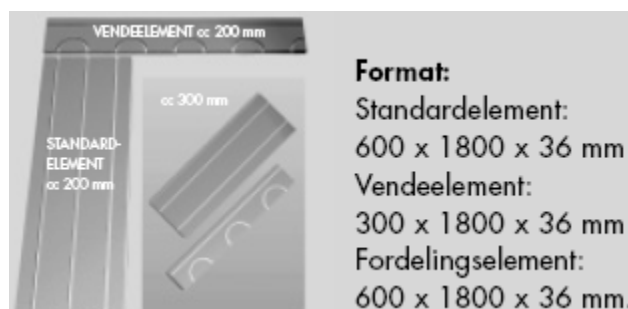 VENDEELEMENT cc 200 mm
cc 300 mm
STANDARD-
ELEMENT
cc 200 mm
Format:
Standardelement:
600 x 1800 x 36 mm
Vendeelement:
300 x 1800 x 36 mm
Fordelingselement:
600 x 1800 x 36 mm.